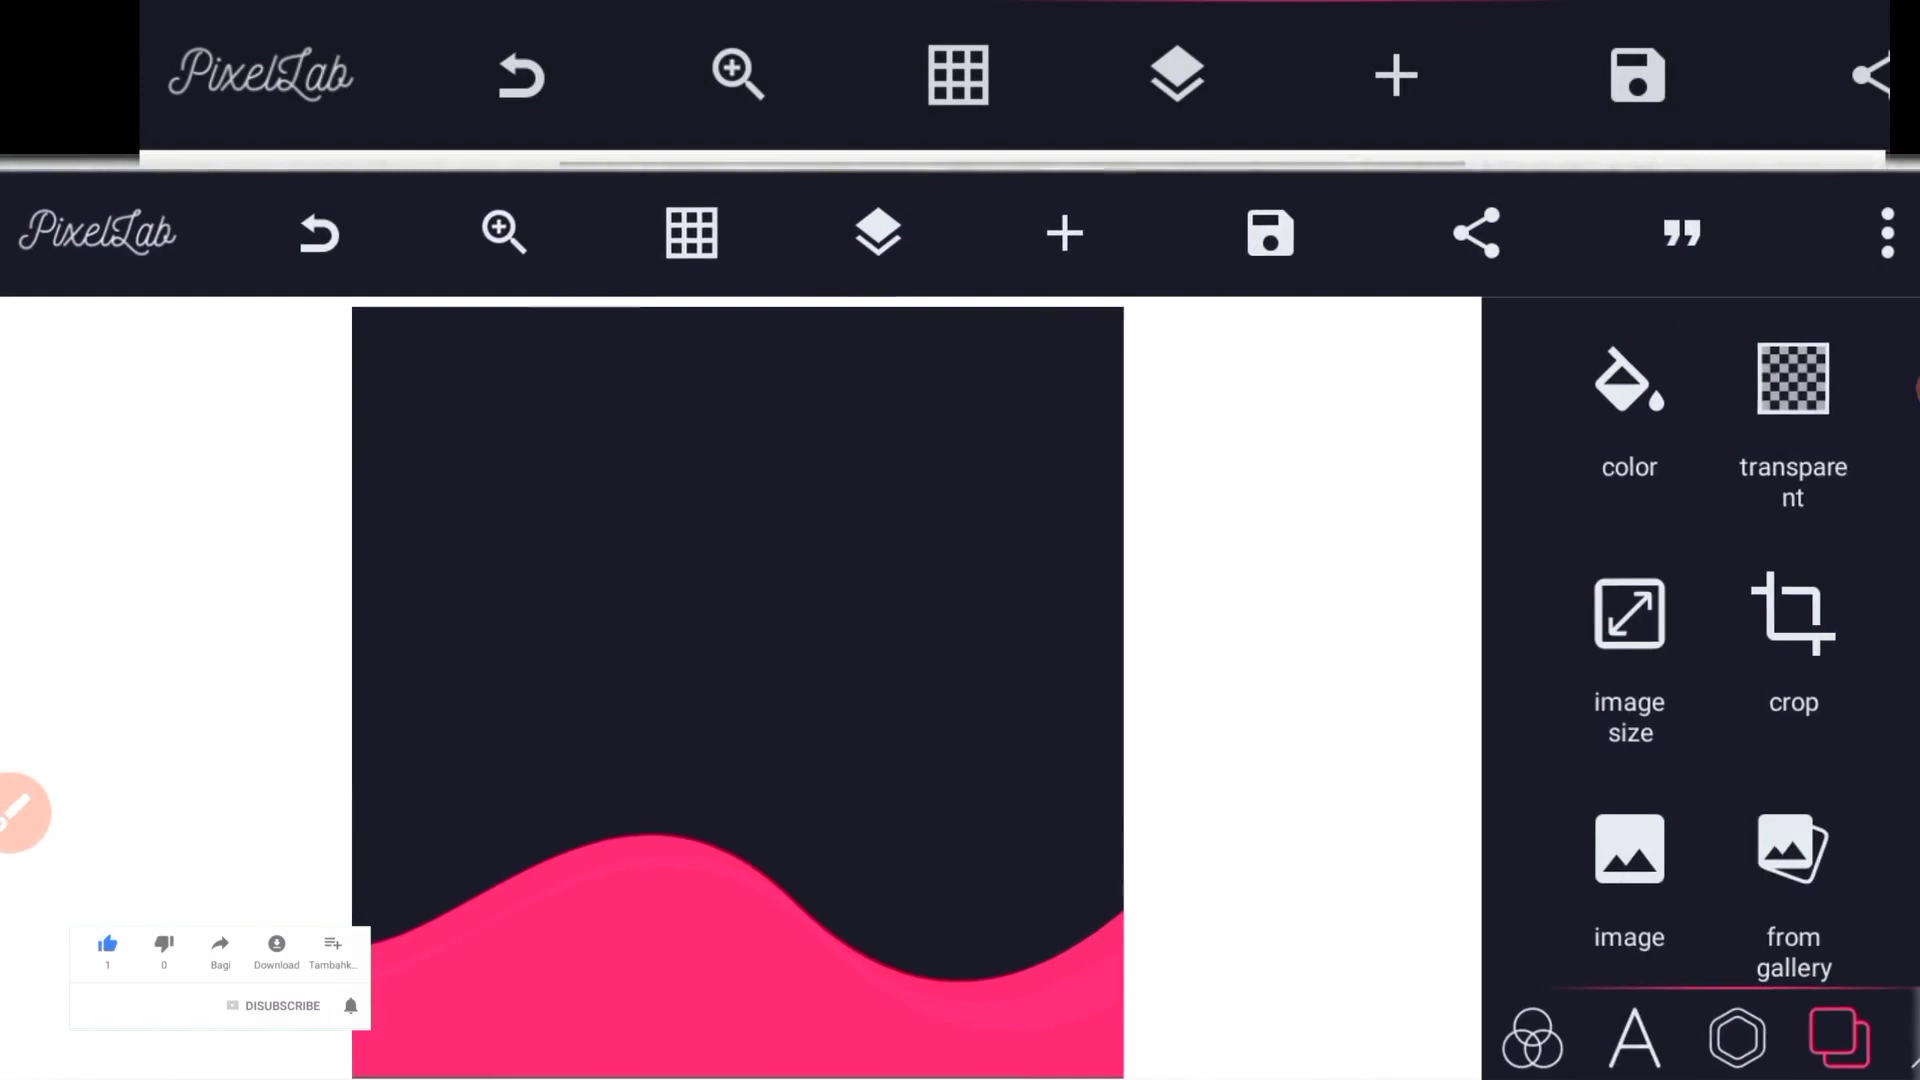 PixelLab
PixelLab
color
transpare
nt
image
size
crop
image
from
gallery
1
0
Bagi
Download
Tambahk...
DISUBSCRIBE